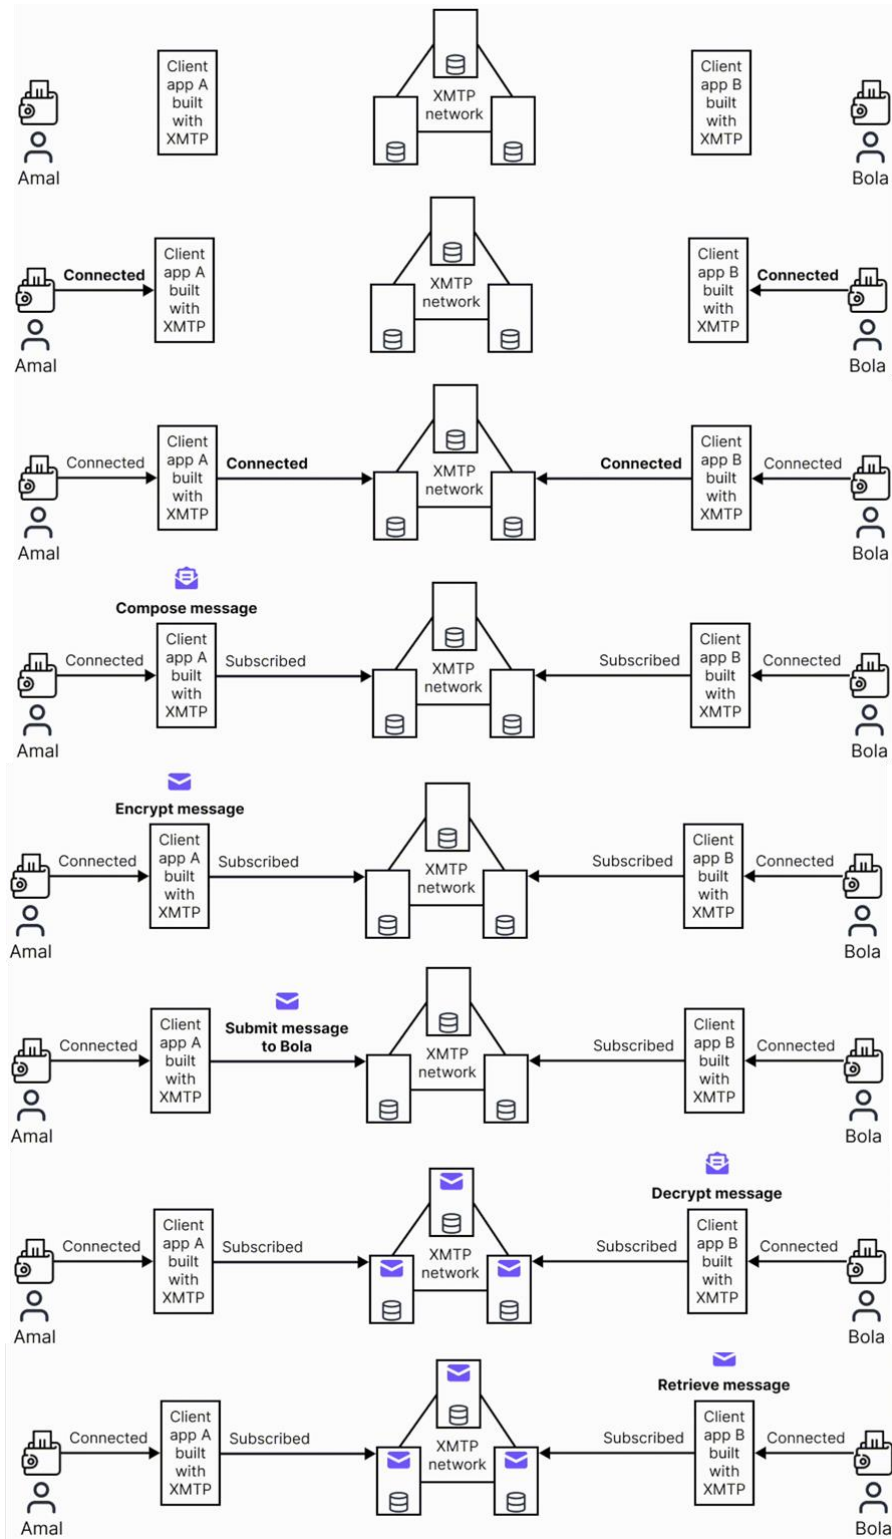 Client
app A
built
with
XMTP
XMTP
network
Client
app B
built
with
XMTP
Amal
Bola
Connected
Client
app A
built
with
XMTP
XMTP
network
Client
app B
built
with
XMTP
Connected
Amal
Bola
Connected
Client
app A
built
with
XMTP
Connected
XMTP
network
Connected
Client
app B
built
with
XMTP
Connected
Amal
Bola
Compose message
Connected
Client
app A
built
with
XMTP
Subscribed
XMTP
network
Subscribed
Client
app B
built
with
XMTP
Connected
Amal
Bola
Encrypt message
Connected
Client
app A
built
with
XMTP
Subscribed
XMTP
network
Subscribed
Client
app B
built
with
XMTP
Connected
Amal
Bola
Connected
Client
app A
built
with
XMTP
Submit message
to Bola
XMTP
network
Subscribed
Client
app B
built
with
XMTP
Connected
Amal
Bola
Decrypt message
Connected
Client
app A
built
with
XMTP
Subscribed
XMTP
network
Subscribed
Client
app B
built
with
XMTP
Connected
Amal
Bola
Retrieve message
Connected
Client
app A
built
with
XMTP
Subscribed
XMTP
network
Subscribed
Client
app B
built
with
XMTP
Connected
Amal
Bola